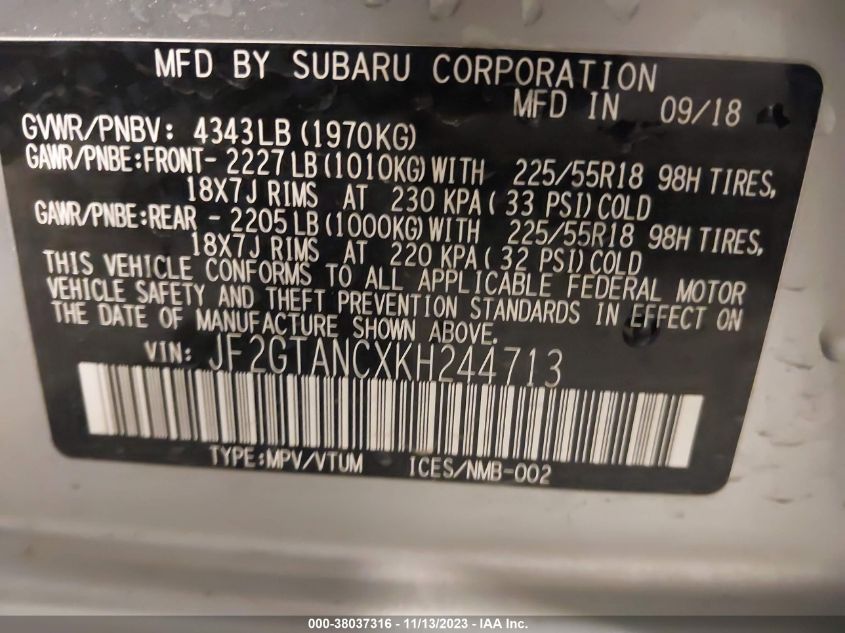 MFD BY SUBARU CORPORATION
MFD IN 09/18
GVWR/PNBV: 4343LB (1970KG)
GAWR/PNBE:FRONT- 2227 LB (1010KG) WITH 225/55R18 98H TIRES,
18X7J RIMS AT 230 KPA ( 33 PSI) COLD
GAWR/PNBE:REAR - 2205 LB (1000KG) WITH 225/55R18 98H TIRES,
18X7J RIMS AT 220 KPA ( 32 PSI) COLD
THIS VEHICLE CONFORMS TO ALL APPLICABLE FEDERAL MOTOR
VEHICLE SAFETY AND THEFT PREVENTION STANDARDS IN EFFECT ON
THE DATE OF MANUFACTURE SHOWN ABOVE.
VIN: JF2GTANCXKH244713
TYPE:MPV/VTUM ICES/NMB-002
000-38037316 - 11/13/2023 - IAA Inc.